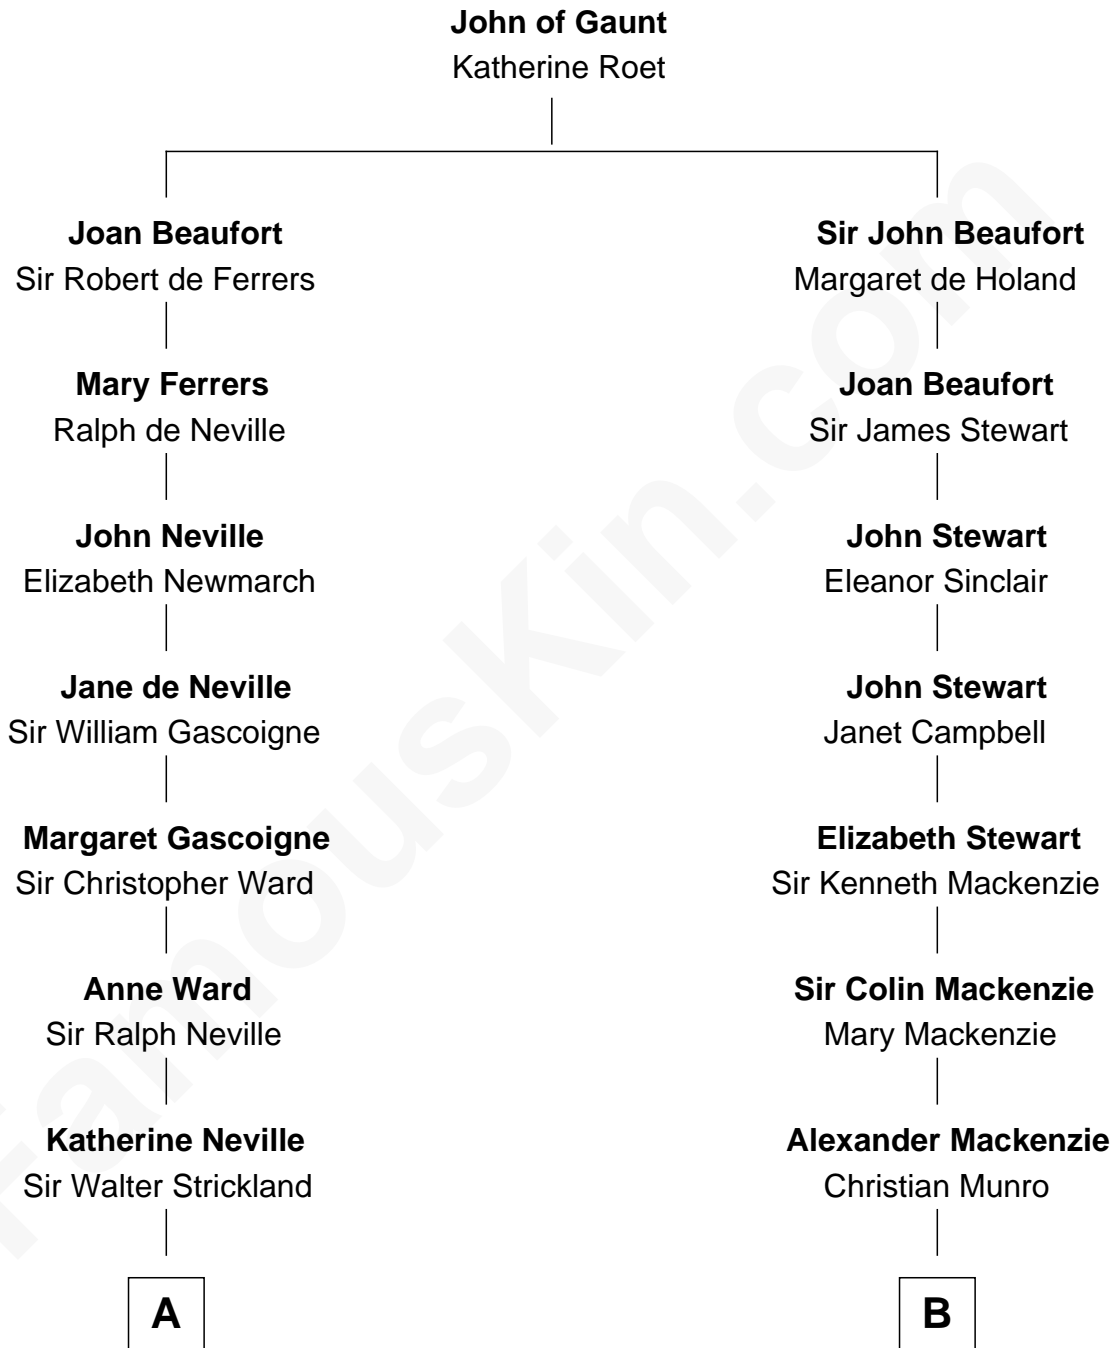 John of Gaunt
Katherine Roet
Joan Beaufort
Sir Robert de Ferrers
Sir John Beaufort
Margaret de Holand
Mary Ferrers
Ralph de Neville
Joan Beaufort
Sir James Stewart
John Neville
Elizabeth Newmarch
John Stewart
Eleanor Sinclair
Jane de Neville
Sir William Gascoigne
John Stewart
Janet Campbell
Margaret Gascoigne
Sir Christopher Ward
Elizabeth Stewart
Sir Kenneth Mackenzie
Anne Ward
Sir Ralph Neville
Sir Colin Mackenzie
Mary Mackenzie
Katherine Neville
Sir Walter Strickland
Alexander Mackenzie
Christian Munro
A
B
FamousKin.com